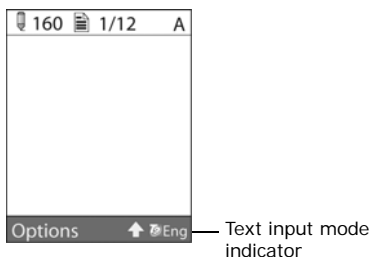 160 1/12 A
Options Eng
Text input mode
indicator